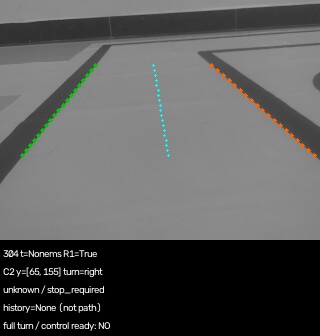 304 t=Nonems R1=True
C2 y=[65, 155] turn=right
unknown / stop_required
history=None (not path)
full turn / control ready: NO